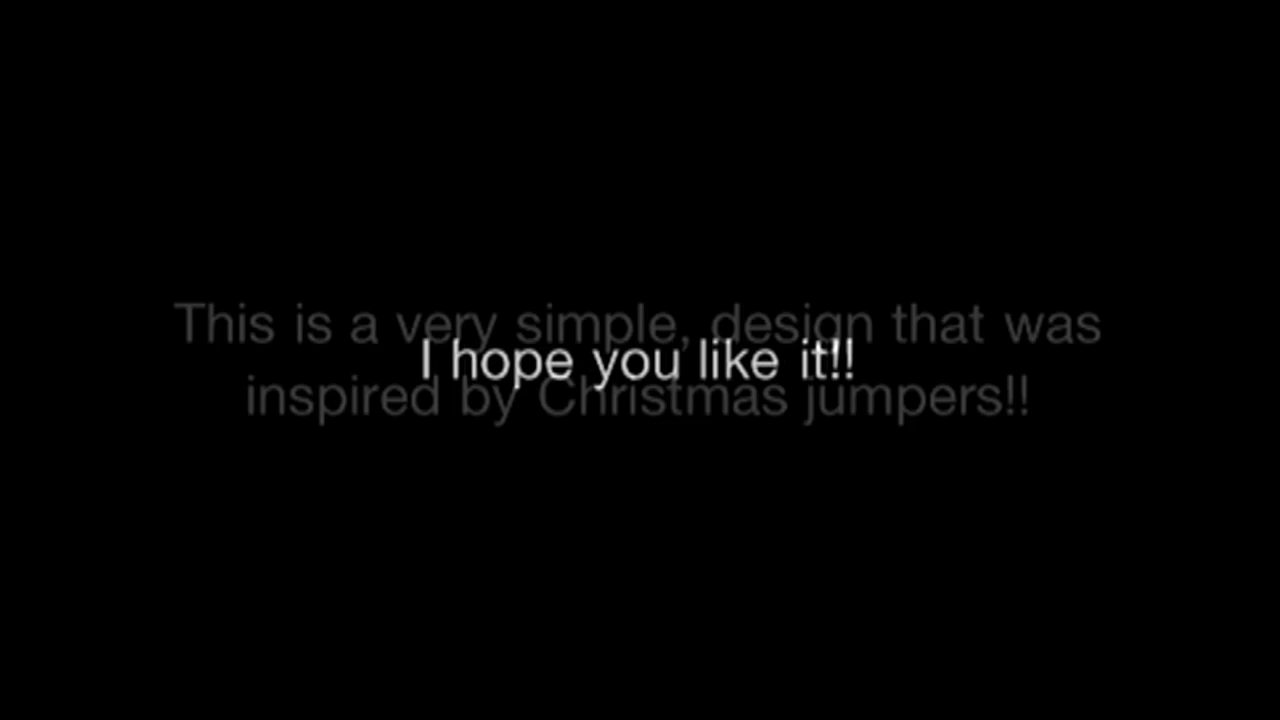 This is a very simple, design that was
I hope you like it!!
inspired by Christmas jumpers!!